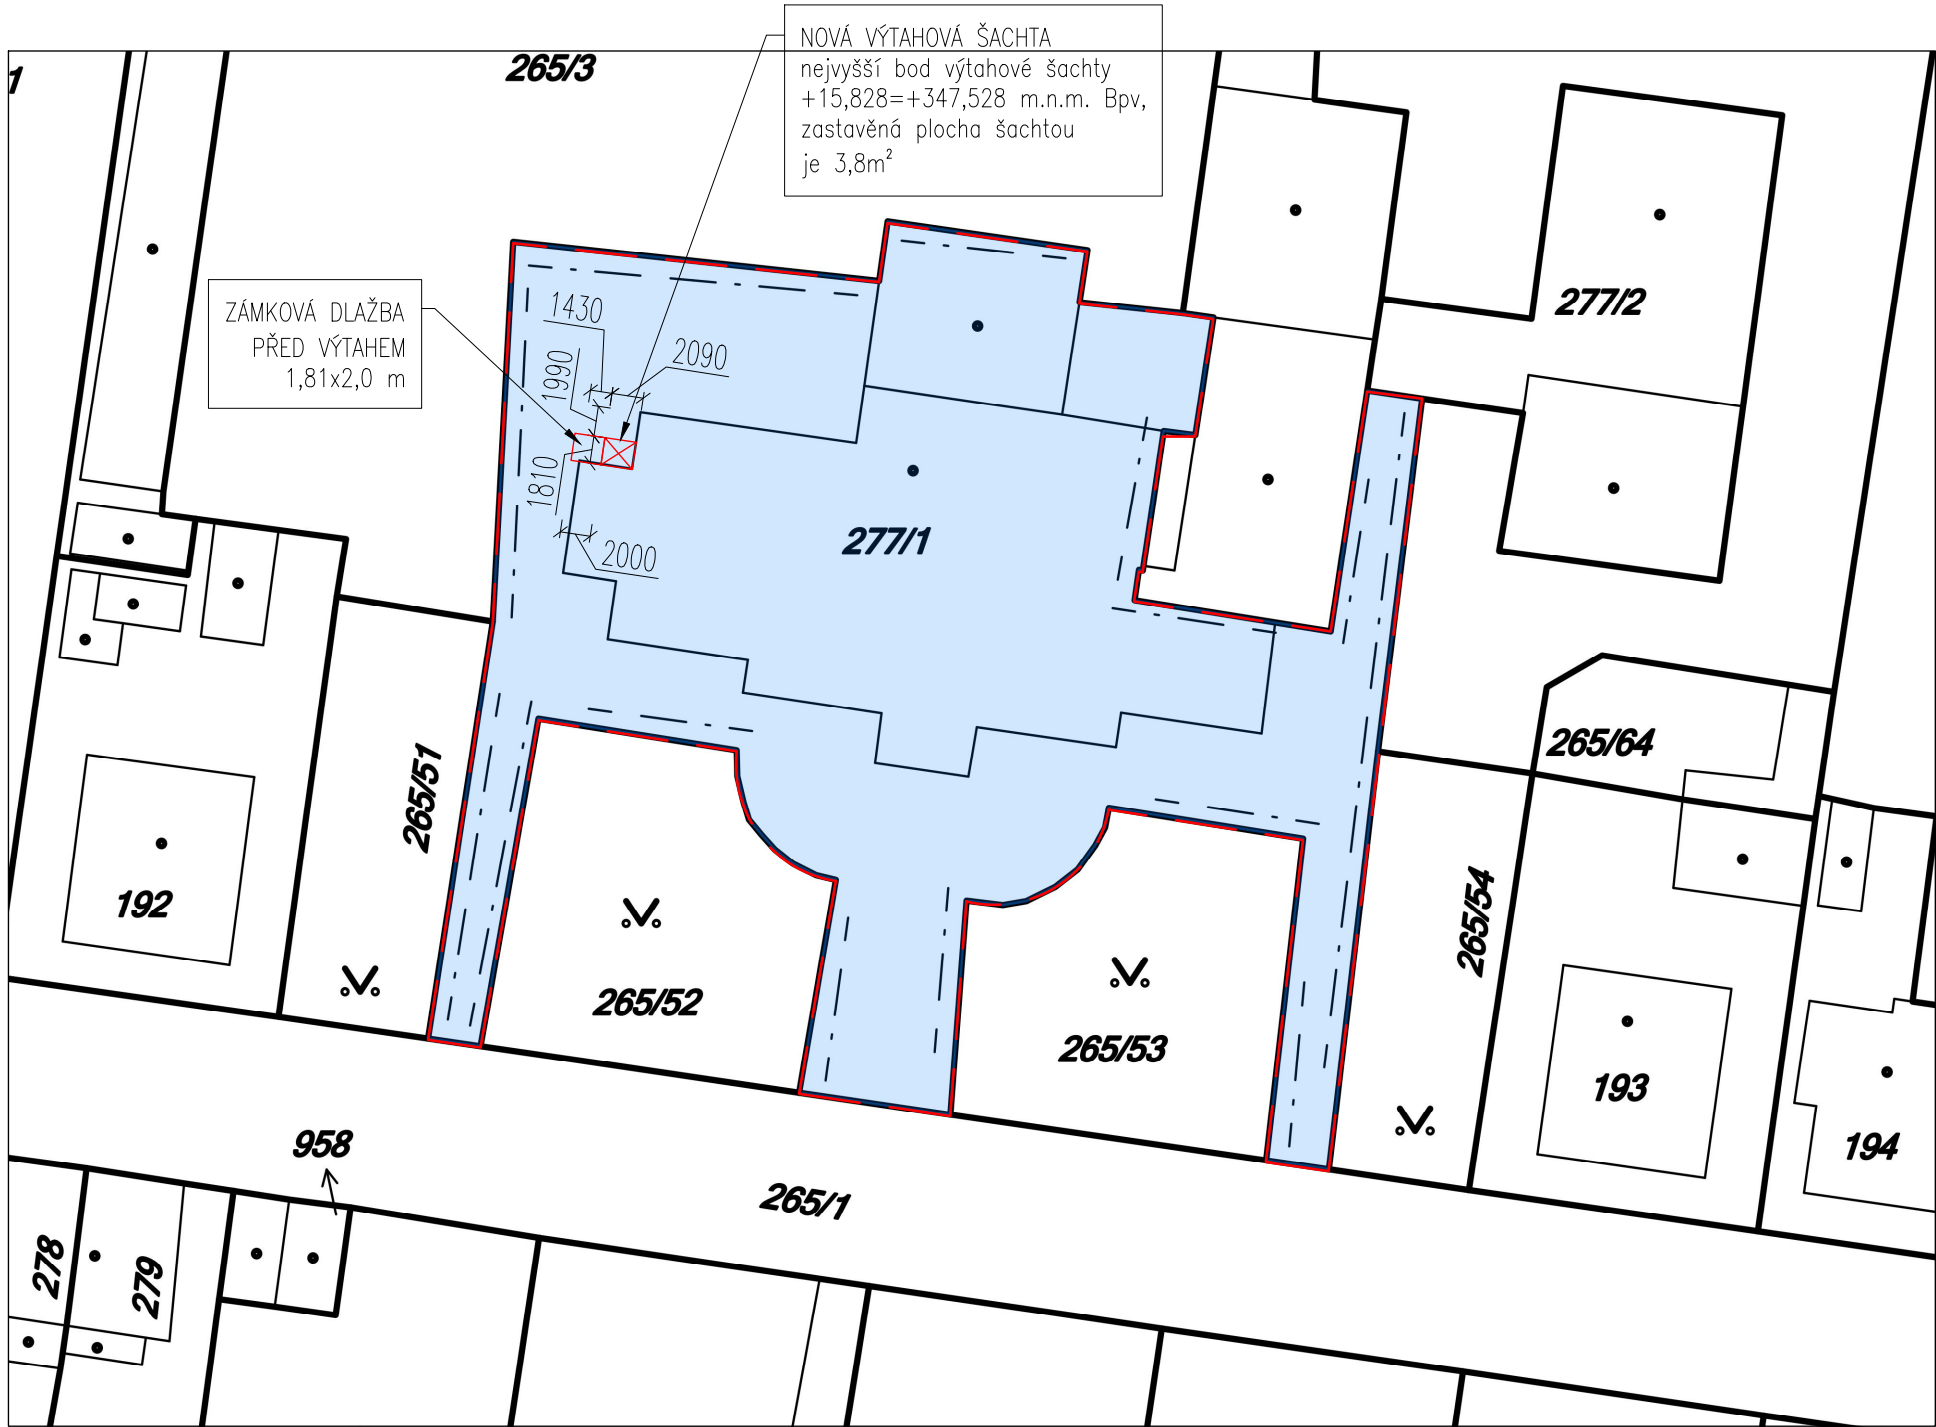 NOVÁ VÝTAHOVÁ ŠACHTA
nejvyšší bod výtahové šachty
+15,828=+347,528 m.n.m. Bpv,
zastavěná plocha šachtou
je 3,8m²
265/3
1
ZÁMKOVÁ DLAŽBA
PŘED VÝTAHEM
1,81x2,0 m
1430
2090
1990
1810
2000
277/2
277/1
265/51
265/64
192
265/52
265/53
265/54
193
194
958
265/1
278
279